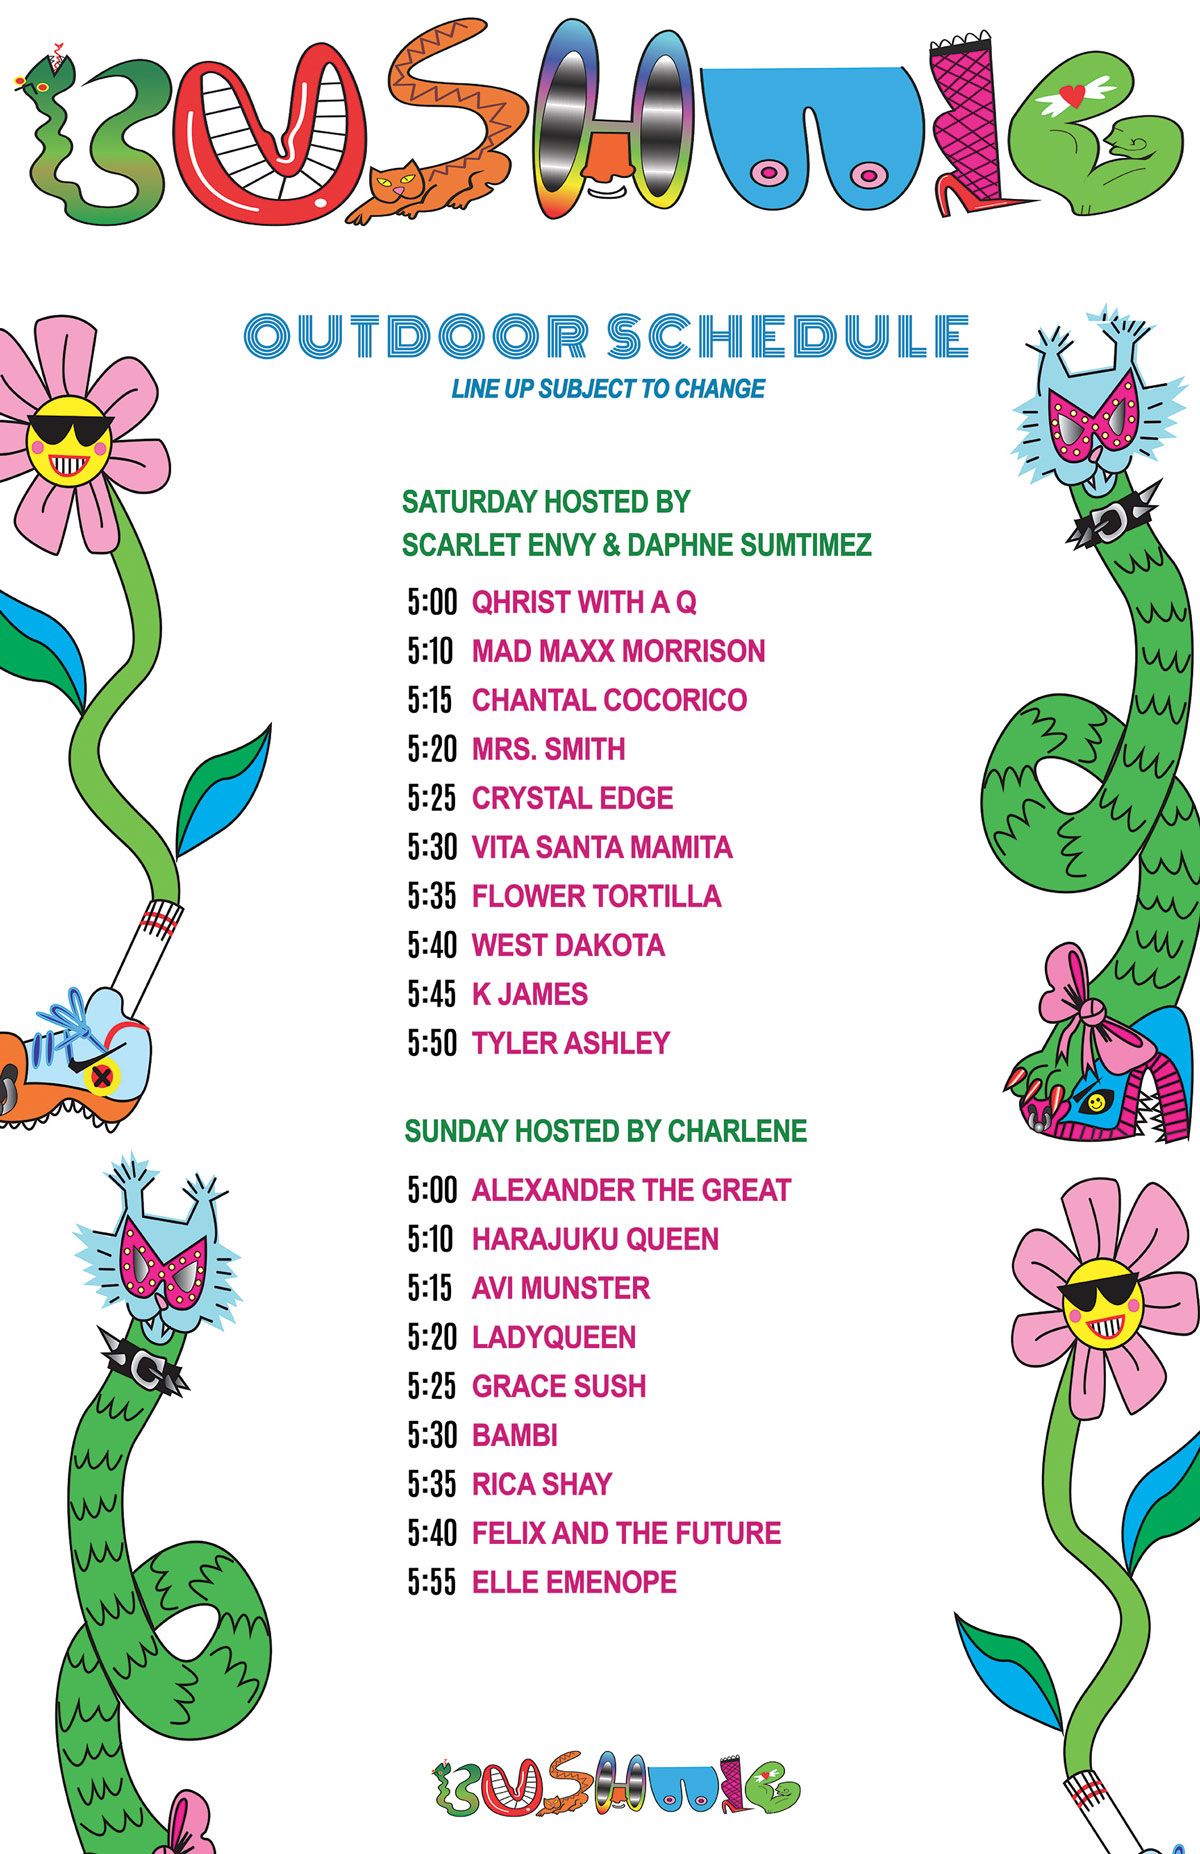 BUSHWIG
OUTDOOR SCHEDULE
LINE UP SUBJECT TO CHANGE
SATURDAY HOSTED BY
SCARLET ENVY & DAPHNE SUMTIMEZ
5:00 QHRIST WITH A Q
5:10 MAD MAXX MORRISON
5:15 CHANTAL COCORICO
5:20 MRS. SMITH
5:25 CRYSTAL EDGE
5:30 VITA SANTA MAMITA
5:35 FLOWER TORTILLA
5:40 WEST DAKOTA
5:45 K JAMES
5:50 TYLER ASHLEY
SUNDAY HOSTED BY CHARLENE
5:00 ALEXANDER THE GREAT
5:10 HARAJUKU QUEEN
5:15 AVI MUNSTER
5:20 LADYQUEEN
5:25 GRACE SUSH
5:30 BAMBI
5:35 RICA SHAY
5:40 FELIX AND THE FUTURE
5:55 ELLE EMENOPE
BUSHWIG